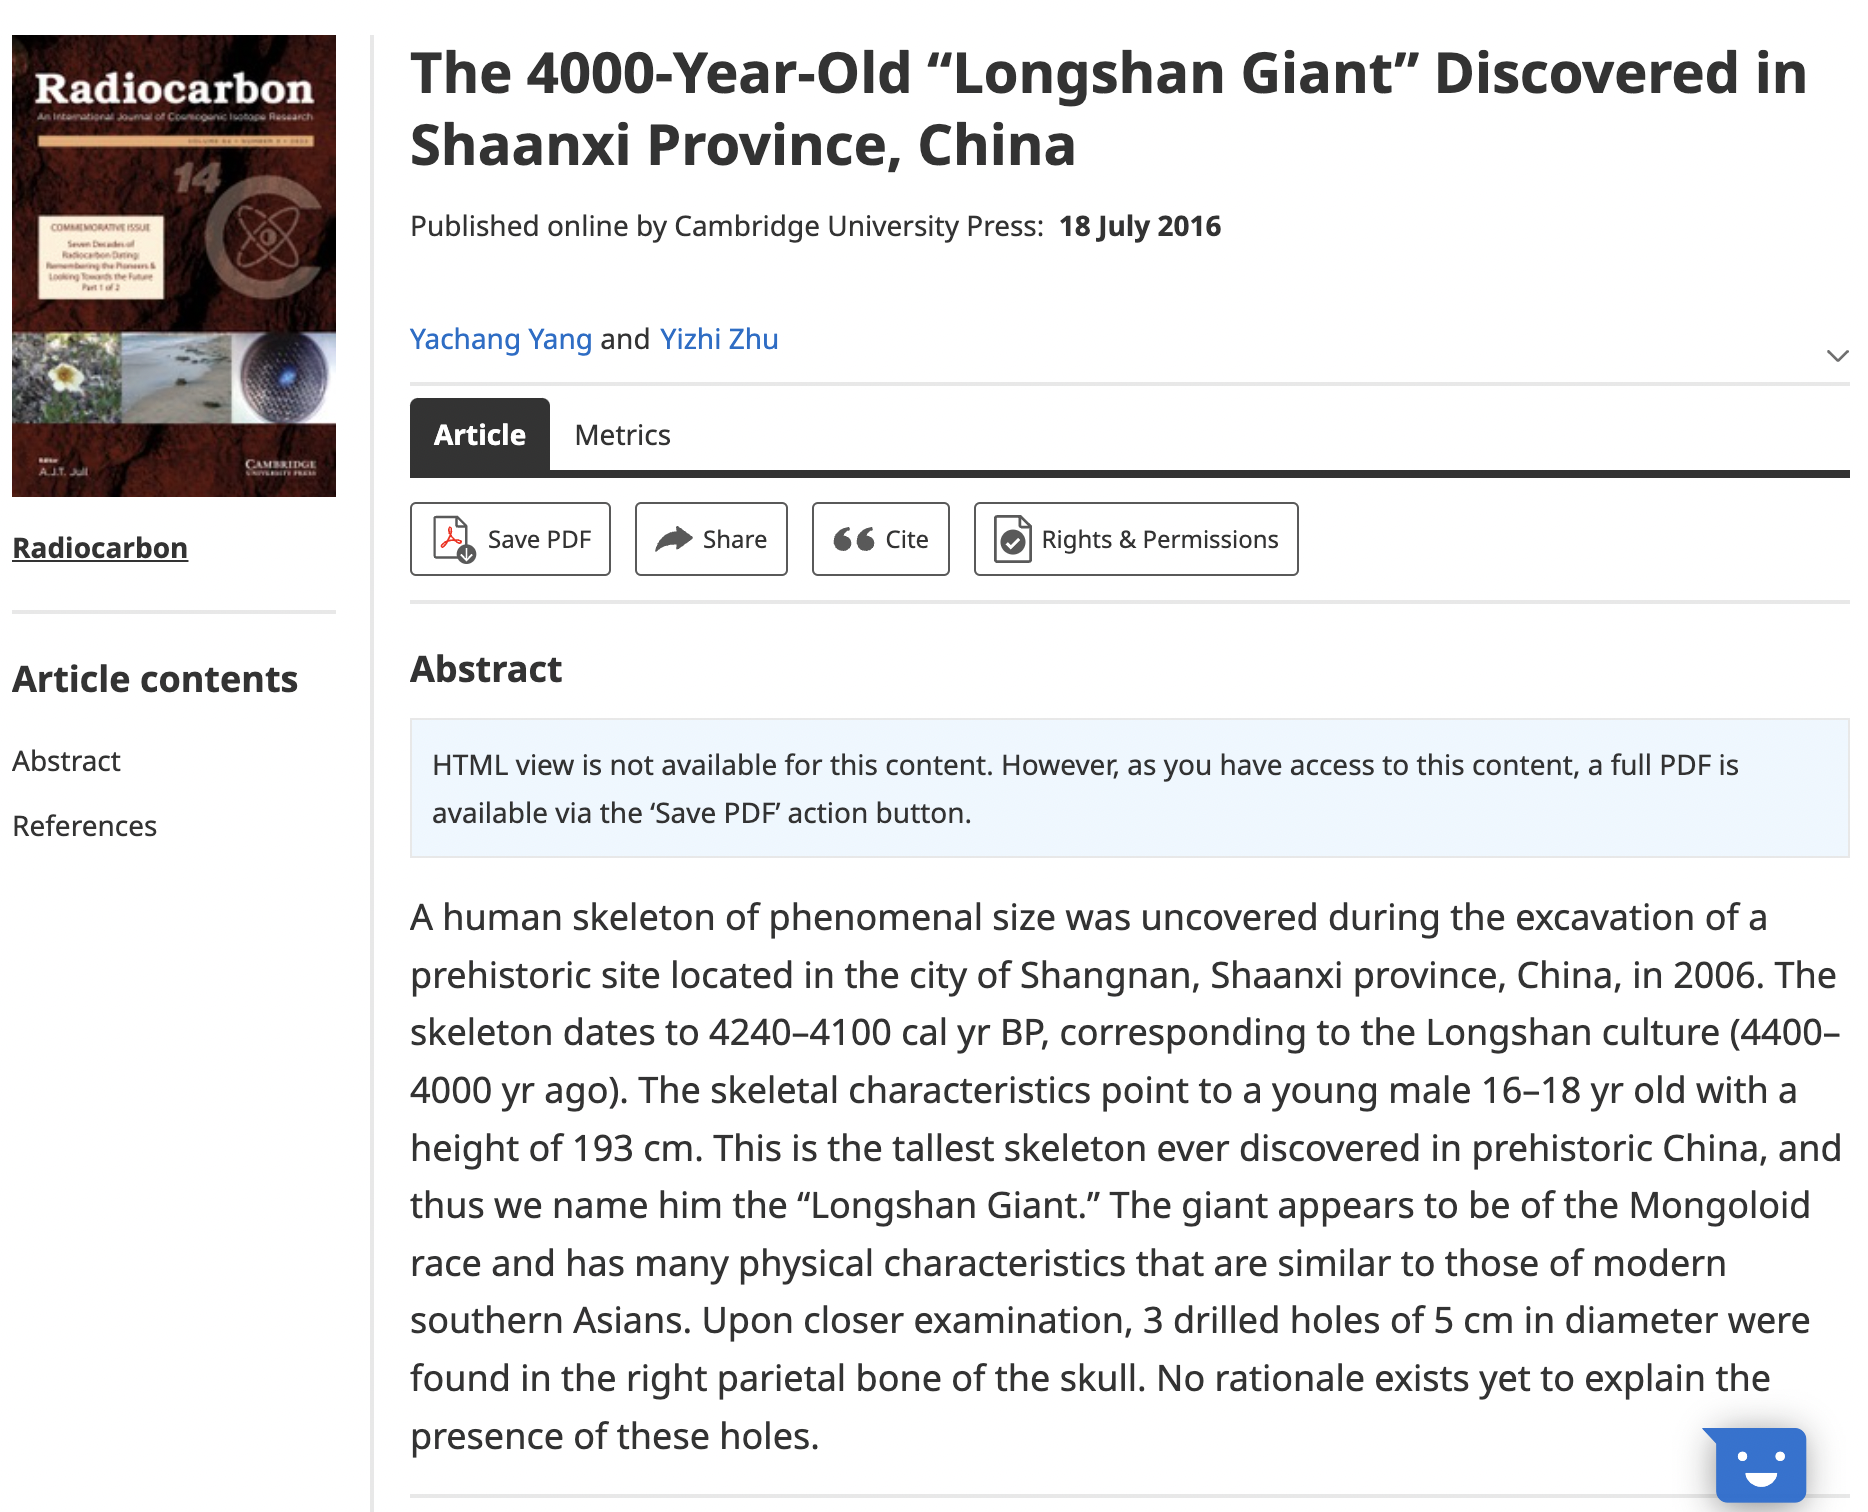 Radiocarbon
An International Journal of Cosmogenic Isotope Research
14
C
COMMEMORATIVE ISSUE
Seven Decades of
Radiocarbon Dating:
Remembering the Pioneers &
Looking Towards the Future
Part 1 of 2
Editor
A.J.T. Jull
CAMBRIDGE
UNIVERSITY PRESS
Radiocarbon
Article contents
Abstract
References
The 4000-Year-Old “Longshan Giant” Discovered in
Shaanxi Province, China
Published online by Cambridge University Press: 18 July 2016
Yachang Yang and Yizhi Zhu
Article Metrics
Save PDF Share Cite Rights & Permissions
Abstract
HTML view is not available for this content. However, as you have access to this content, a full PDF is
available via the ‘Save PDF’ action button.
A human skeleton of phenomenal size was uncovered during the excavation of a
prehistoric site located in the city of Shangnan, Shaanxi province, China, in 2006. The
skeleton dates to 4240–4100 cal yr BP, corresponding to the Longshan culture (4400–
4000 yr ago). The skeletal characteristics point to a young male 16–18 yr old with a
height of 193 cm. This is the tallest skeleton ever discovered in prehistoric China, and
thus we name him the “Longshan Giant.” The giant appears to be of the Mongoloid
race and has many physical characteristics that are similar to those of modern
southern Asians. Upon closer examination, 3 drilled holes of 5 cm in diameter were
found in the right parietal bone of the skull. No rationale exists yet to explain the
presence of these holes.